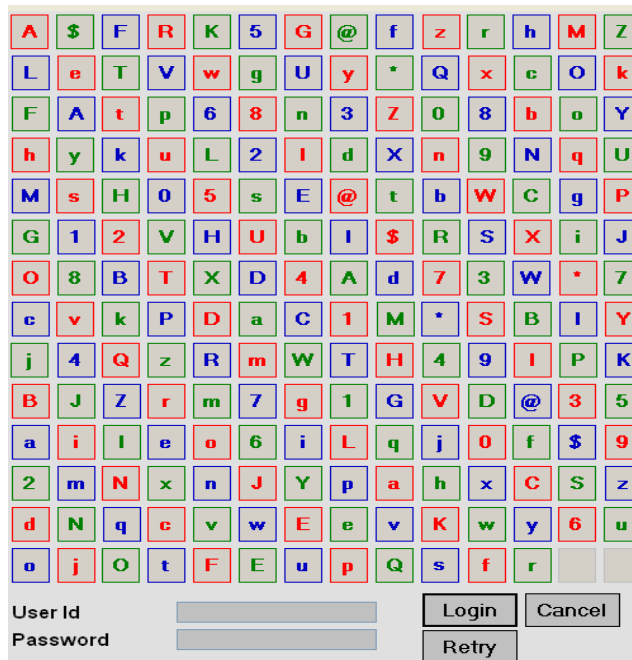 A $ F R K 5 G @ f z r h M Z
L e T V w g U y * Q x c O k
F A t p 6 8 n 3 Z 0 8 b o Y
h y k u L 2 I d X n 9 N q U
M s H 0 5 s E @ t b W C g P
G 1 2 V H U b I $ R S X i J
O 8 B T X D 4 A d 7 3 W * 7
c v k P D a C 1 M * S B l Y
j 4 Q z R m W T H 4 9 l P K
B J Z r m 7 g 1 G V D @ 3 5
a i l e o 6 i L q j 0 f $ 9
2 m N x n J Y p a h x C S z
d N q c v w E e v K w y 6 u
o j O t F E u p Q s f r
User Id Login Cancel
Password Retry